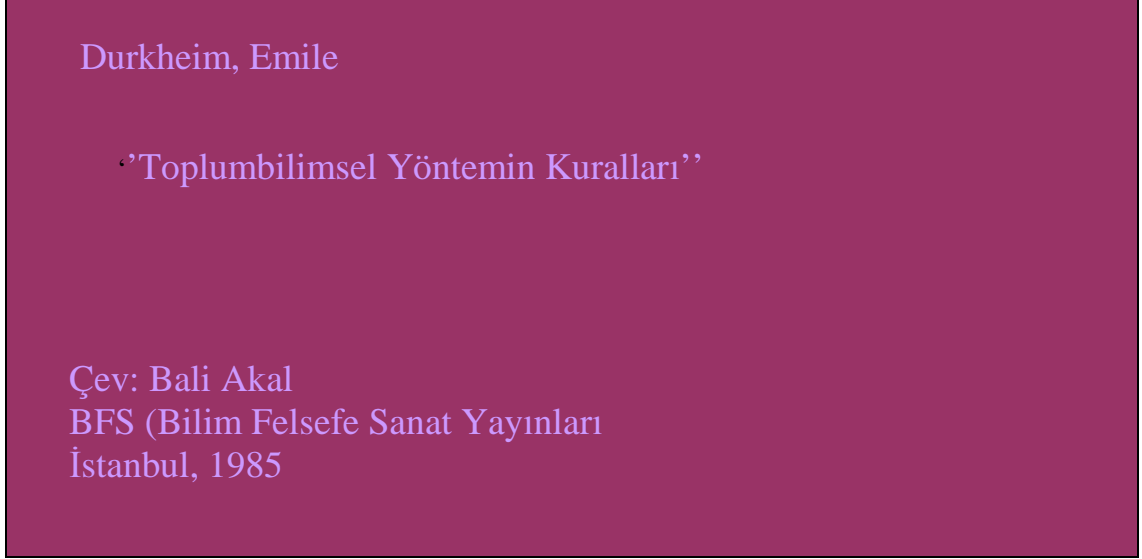 Durkheim, Emile
‘’Toplumbilimsel Yöntemin Kuralları’’
Çev: Bali Akal
BFS (Bilim Felsefe Sanat Yayınları
İstanbul, 1985